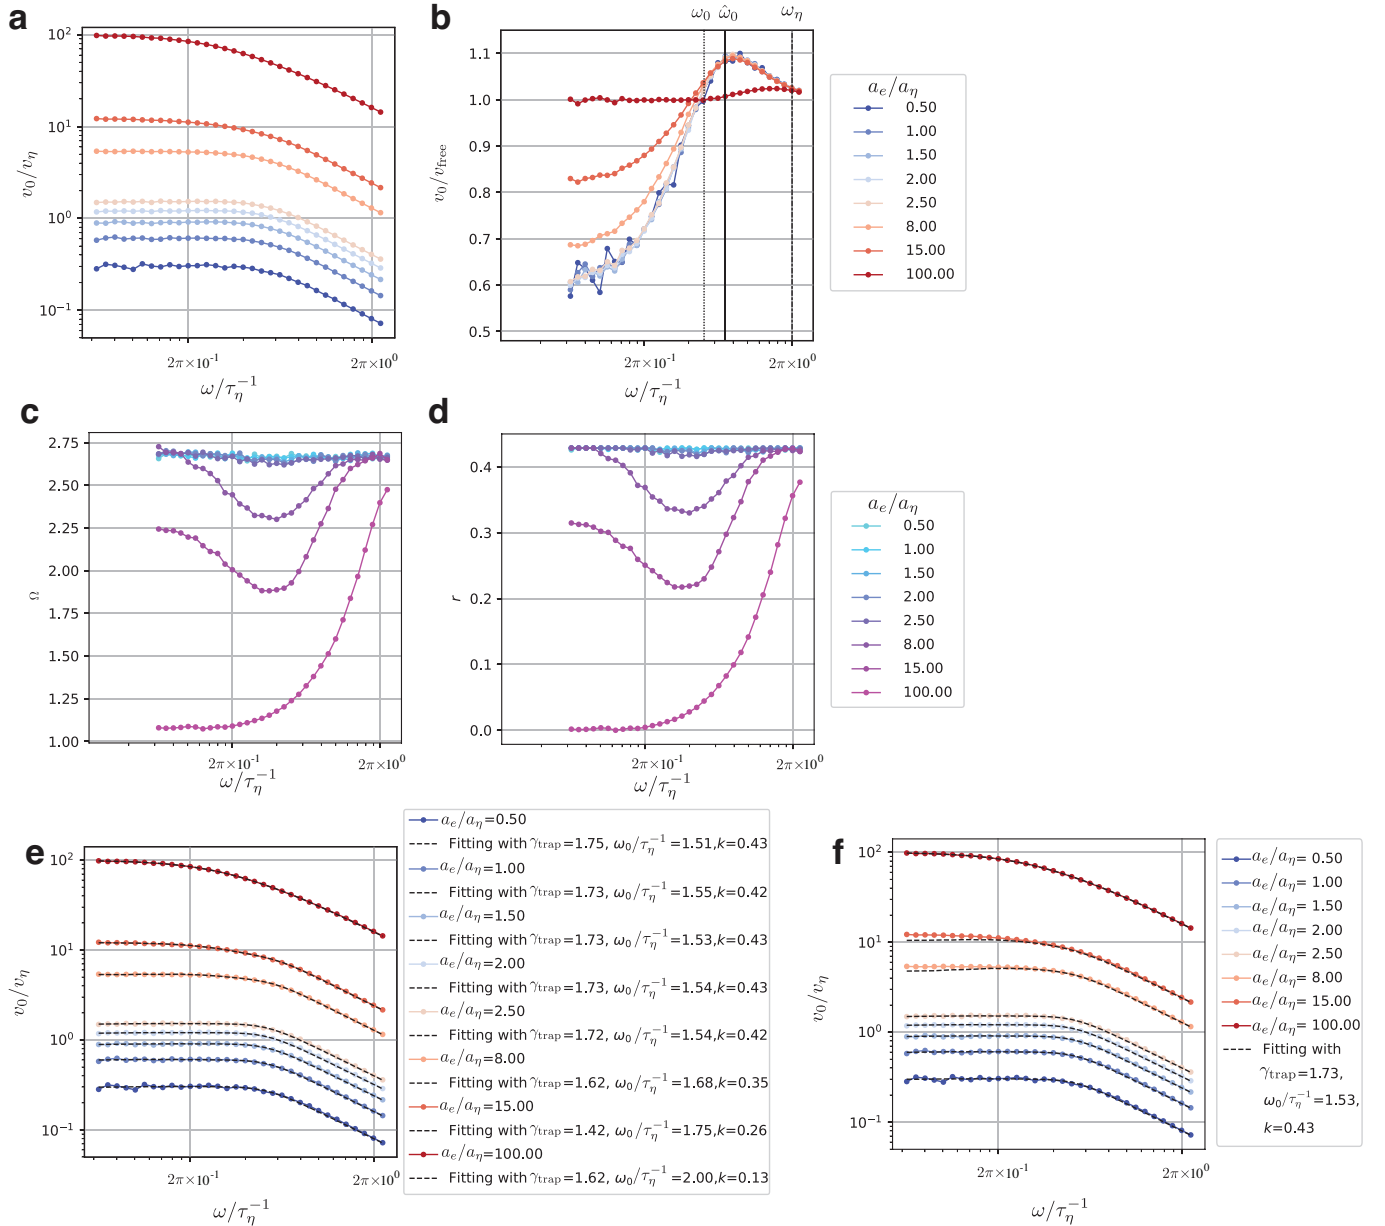 a
10²
10¹
10⁰
10⁻¹
v₀/v_η
2π×10⁻¹
2π×10⁰
ω/τ_η⁻¹
b
ω₀
ω̂₀
ω_η
1.1
1.0
0.9
0.8
0.7
0.6
0.5
v₀/v_free
2π×10⁻¹
2π×10⁰
ω/τ_η⁻¹
a_e/a_η
0.50
1.00
1.50
2.00
2.50
8.00
15.00
100.00
c
2.75
2.50
2.25
2.00
1.75
1.50
1.25
1.00
Ω
2π×10⁻¹
2π×10⁰
ω/τ_η⁻¹
d
0.4
0.3
0.2
0.1
0.0
r
2π×10⁻¹
2π×10⁰
ω/τ_η⁻¹
a_e/a_η
0.50
1.00
1.50
2.00
2.50
8.00
15.00
100.00
e
10²
10¹
10⁰
10⁻¹
v₀/v_η
2π×10⁻¹
2π×10⁰
ω/τ_η⁻¹
a_e/a_η=0.50
Fitting with γ_trap=1.75, ω₀/τ_η⁻¹=1.51,k=0.43
a_e/a_η=1.00
Fitting with γ_trap=1.73, ω₀/τ_η⁻¹=1.55,k=0.42
a_e/a_η=1.50
Fitting with γ_trap=1.73, ω₀/τ_η⁻¹=1.53,k=0.43
a_e/a_η=2.00
Fitting with γ_trap=1.73, ω₀/τ_η⁻¹=1.54,k=0.43
a_e/a_η=2.50
Fitting with γ_trap=1.72, ω₀/τ_η⁻¹=1.54,k=0.42
a_e/a_η=8.00
Fitting with γ_trap=1.62, ω₀/τ_η⁻¹=1.68,k=0.35
a_e/a_η=15.00
Fitting with γ_trap=1.42, ω₀/τ_η⁻¹=1.75,k=0.26
a_e/a_η=100.00
Fitting with γ_trap=1.62, ω₀/τ_η⁻¹=2.00,k=0.13
f
10²
10¹
10⁰
10⁻¹
v₀/v_η
2π×10⁻¹
2π×10⁰
ω/τ_η⁻¹
a_e/a_η= 0.50
a_e/a_η= 1.00
a_e/a_η= 1.50
a_e/a_η= 2.00
a_e/a_η= 2.50
a_e/a_η= 8.00
a_e/a_η= 15.00
a_e/a_η= 100.00
Fitting with
γ_trap=1.73,
ω₀/τ_η⁻¹=1.53,
k=0.43